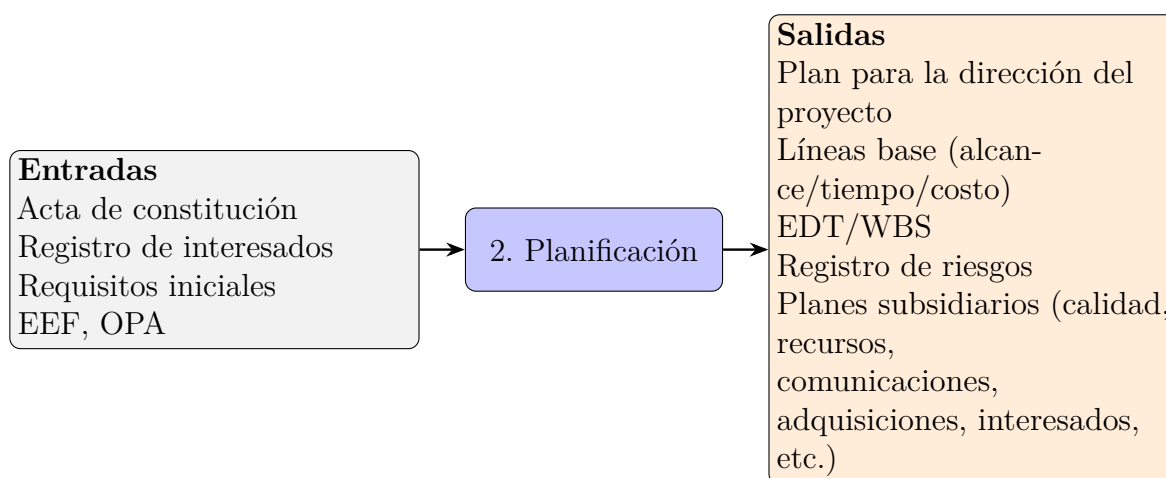 Entradas
Acta de constitución
Registro de interesados
Requisitos iniciales
EEF, OPA
2. Planificación
Salidas
Plan para la dirección del
proyecto
Líneas base (alcan-
ce/tiempo/costo)
EDT/WBS
Registro de riesgos
Planes subsidiarios (calidad,
recursos,
comunicaciones,
adquisiciones, interesados,
etc.)